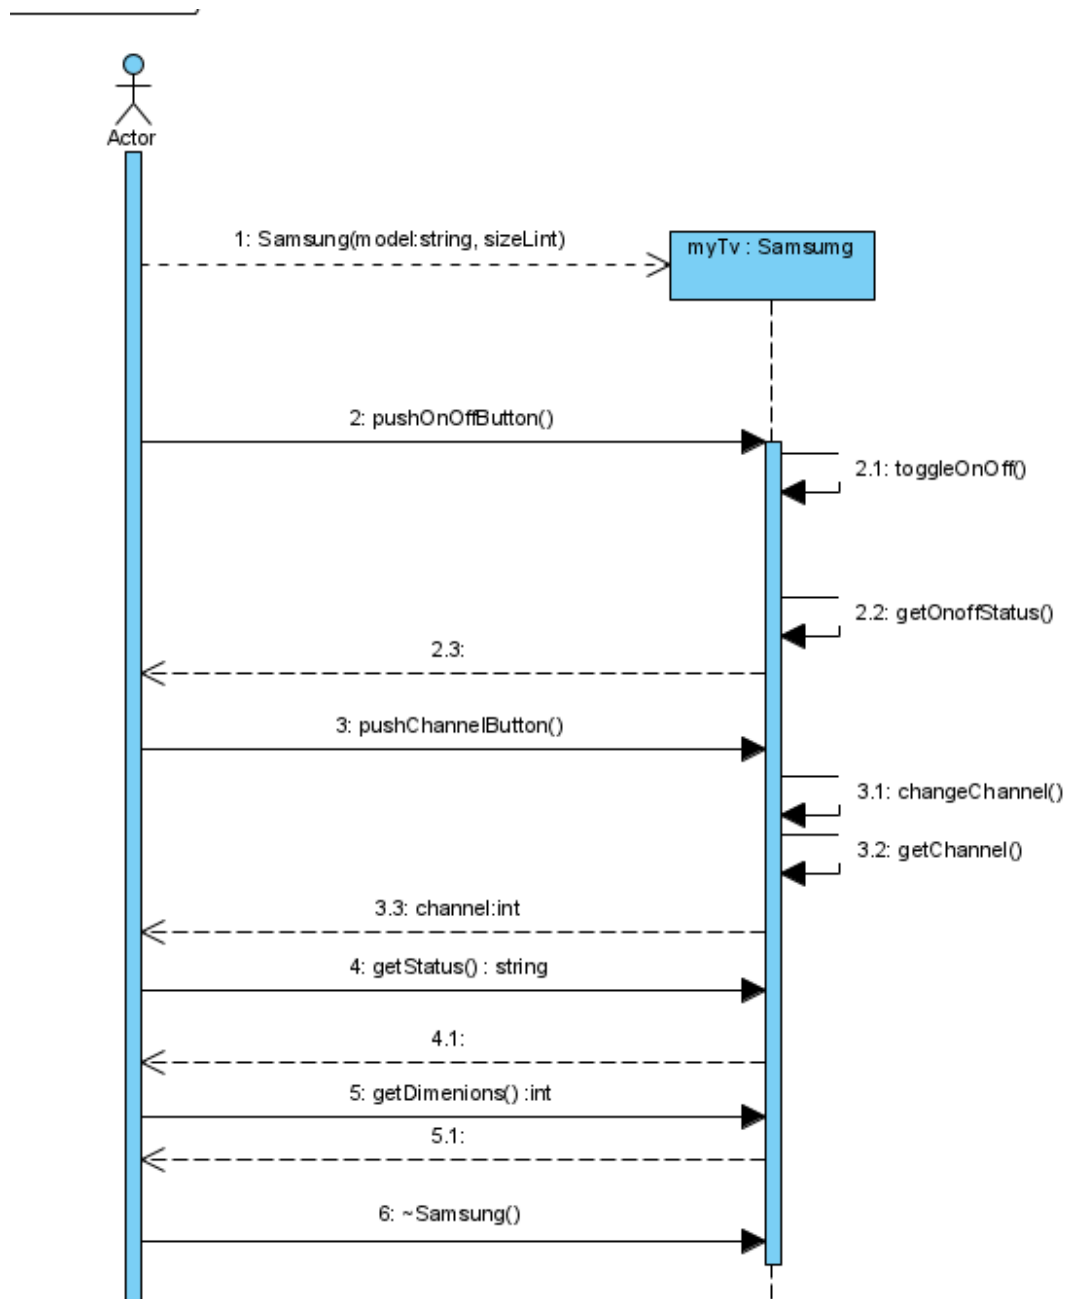 Actor
1: Samsung(model:string, sizeLint)
myTv : Samsumg
2: pushOnOffButton()
2.1: toggleOnOff()
2.2: getOnoffStatus()
2.3:
3: pushChannelButton()
3.1: changeChannel()
3.2: getChannel()
3.3: channel:int
4: getStatus() : string
4.1:
5: getDimenions() :int
5.1:
6: ~Samsung()